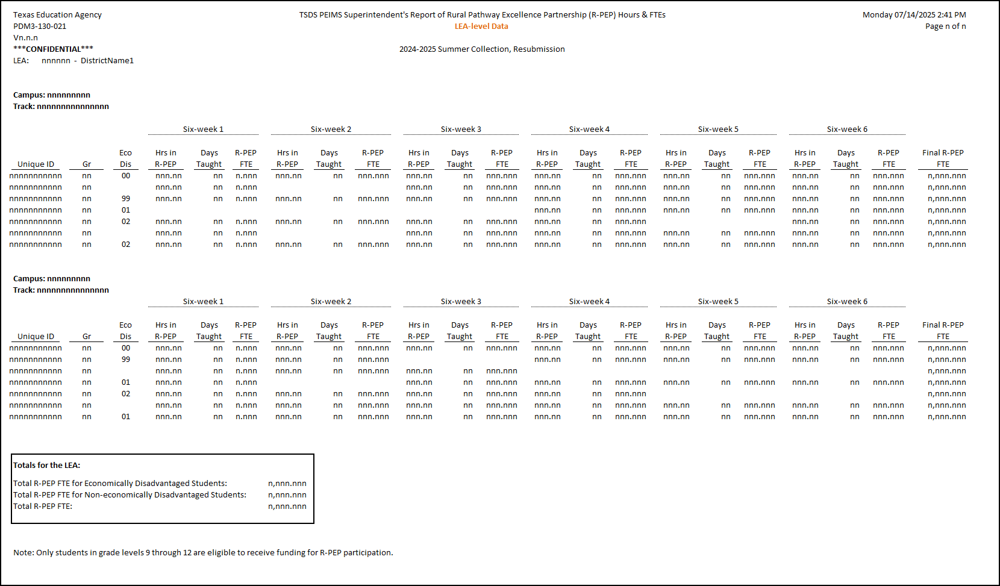 Texas Education Agency TSDS PEIMS Superintendent's Report of Rural Pathway Excellence Partnership (R-PEP) Hours & FTEs Monday 07/14/2025 2:41 PM
PDM3-130-021 LEA-level Data Page n of n
Vn.n.n
***CONFIDENTIAL*** 2024-2025 Summer Collection, Resubmission
LEA: nnnnnn - DistrictName1
Campus: nnnnnnnnn
Track: nnnnnnnnnnnnnnn
Six-week 1 Six-week 2 Six-week 3 Six-week 4 Six-week 5 Six-week 6
Eco Hrs in Days R-PEP Hrs in Days R-PEP Hrs in Days R-PEP Hrs in Days R-PEP Hrs in Days R-PEP Hrs in Days R-PEP Final R-PEP
Unique ID Gr Dis R-PEP Taught FTE R-PEP Taught FTE R-PEP Taught FTE R-PEP Taught FTE R-PEP Taught FTE R-PEP Taught FTE FTE
nnnnnnnnnnn nn 00 nnn.nn nn n.nnn nnn.nn nn nnn.nnn nnn.nn nn nnn.nnn nnn.nn nn nnn.nnn nnn.nn nn nnn.nnn nnn.nn nn nnn.nnn n,nnn.nnn
nnnnnnnnnnn nn nnn.nn nn n.nnn nnn.nn nn nnn.nnn nnn.nn nn nnn.nnn nnn.nn nn nnn.nnn nnn.nn nn nnn.nnn n,nnn.nnn
nnnnnnnnnnn nn 99 nnn.nn nn n.nnn nnn.nn nn nnn.nnn nnn.nn nn nnn.nnn nnn.nn nn nnn.nnn nnn.nn nn nnn.nnn nnn.nn nn nnn.nnn n,nnn.nnn
nnnnnnnnnnn nn 01 nnn.nn nn nnn.nnn nnn.nn nn nnn.nnn nnn.nn nn nnn.nnn n,nnn.nnn
nnnnnnnnnnn nn 02 nnn.nn nn n.nnn nnn.nn nn nnn.nnn nnn.nn nn nnn.nnn nnn.nn nn nnn.nnn nnn.nn nn nnn.nnn n,nnn.nnn
nnnnnnnnnnn nn nnn.nn nn n.nnn nnn.nn nn nnn.nnn nnn.nn nn nnn.nnn nnn.nn nn nnn.nnn nnn.nn nn nnn.nnn n,nnn.nnn
nnnnnnnnnnn nn 02 nnn.nn nn n.nnn nnn.nn nn nnn.nnn nnn.nn nn nnn.nnn nnn.nn nn nnn.nnn nnn.nn nn nnn.nnn nnn.nn nn nnn.nnn n,nnn.nnn
Campus: nnnnnnnnn
Track: nnnnnnnnnnnnnnn
Six-week 1 Six-week 2 Six-week 3 Six-week 4 Six-week 5 Six-week 6
Eco Hrs in Days R-PEP Hrs in Days R-PEP Hrs in Days R-PEP Hrs in Days R-PEP Hrs in Days R-PEP Hrs in Days R-PEP Final R-PEP
Unique ID Gr Dis R-PEP Taught FTE R-PEP Taught FTE R-PEP Taught FTE R-PEP Taught FTE R-PEP Taught FTE R-PEP Taught FTE FTE
nnnnnnnnnnn nn 00 nnn.nn nn n.nnn nnn.nn nn nnn.nnn nnn.nn nn nnn.nnn nnn.nn nn nnn.nnn nnn.nn nn nnn.nnn nnn.nn nn nnn.nnn n,nnn.nnn
nnnnnnnnnnn nn 99 nnn.nn nn n.nnn nnn.nn nn nnn.nnn nnn.nn nn nnn.nnn nnn.nn nn nnn.nnn nnn.nn nn nnn.nnn n,nnn.nnn
nnnnnnnnnnn nn nnn.nn nn n.nnn nnn.nn nn nnn.nnn nnn.nn nn nnn.nnn n,nnn.nnn
nnnnnnnnnnn nn 01 nnn.nn nn n.nnn nnn.nn nn nnn.nnn nnn.nn nn nnn.nnn nnn.nn nn nnn.nnn nnn.nn nn nnn.nnn n,nnn.nnn
nnnnnnnnnnn nn 02 nnn.nn nn n.nnn nnn.nn nn nnn.nnn nnn.nn nn nnn.nnn nnn.nn nn nnn.nnn n,nnn.nnn
nnnnnnnnnnn nn nnn.nn nn n.nnn nnn.nn nn nnn.nnn nnn.nn nn nnn.nnn nnn.nn nn nnn.nnn nnn.nn nn nnn.nnn nnn.nn nn nnn.nnn n,nnn.nnn
nnnnnnnnnnn nn 01 nnn.nn nn n.nnn nnn.nn nn nnn.nnn nnn.nn nn nnn.nnn nnn.nn nn nnn.nnn nnn.nn nn nnn.nnn nnn.nn nn nnn.nnn n,nnn.nnn
Totals for the LEA:
Total R-PEP FTE for Economically Disadvantaged Students: n,nnn.nnn
Total R-PEP FTE for Non-economically Disadvantaged Students: n,nnn.nnn
Total R-PEP FTE: n,nnn.nnn
Note: Only students in grade levels 9 through 12 are eligible to receive funding for R-PEP participation.